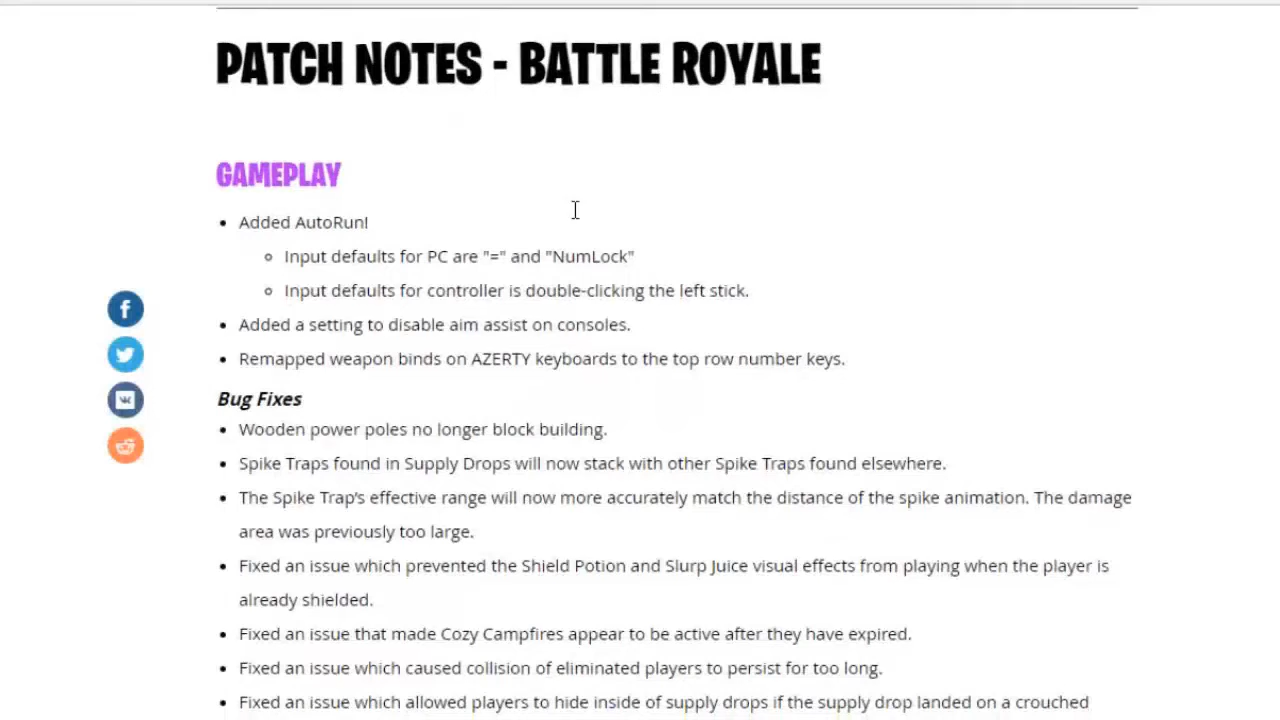 PATCH NOTES - BATTLE ROYALE
GAMEPLAY
Added AutoRun!
Input defaults for PC are "=" and "NumLock"
Input defaults for controller is double-clicking the left stick.
Added a setting to disable aim assist on consoles.
Remapped weapon binds on AZERTY keyboards to the top row number keys.
Bug Fixes
Wooden power poles no longer block building.
Spike Traps found in Supply Drops will now stack with other Spike Traps found elsewhere.
The Spike Trap's effective range will now more accurately match the distance of the spike animation. The damage
area was previously too large.
Fixed an issue which prevented the Shield Potion and Slurp Juice visual effects from playing when the player is
already shielded.
Fixed an issue that made Cozy Campfires appear to be active after they have expired.
Fixed an issue which caused collision of eliminated players to persist for too long.
Fixed an issue which allowed players to hide inside of supply drops if the supply drop landed on a crouched